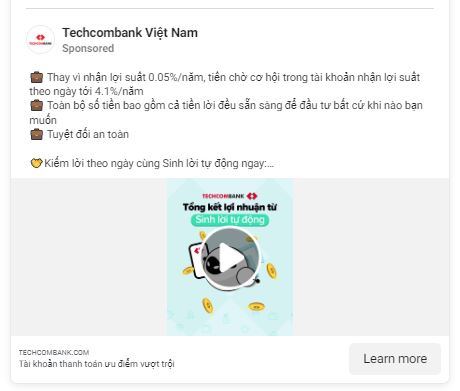 Techcombank Việt Nam
Sponsored
TECHCOMBANK
Thay vì nhận lợi suất 0.05%/năm, tiền chờ cơ hội trong tài khoản nhận lợi suất
theo ngày tới 4.1%/năm
Toàn bộ số tiền bao gồm cả tiền lời đều sẵn sàng để đầu tư bất cứ khi nào bạn
muốn
Tuyệt đối an toàn
Kiếm lời theo ngày cùng Sinh lời tự động ngay:...
TECHCOMBANK
Tổng kết lợi nhuận từ
Sinh lời tự động
TECHCOMBANK.COM
Tài khoản thanh toán ưu điểm vượt trội
Learn more